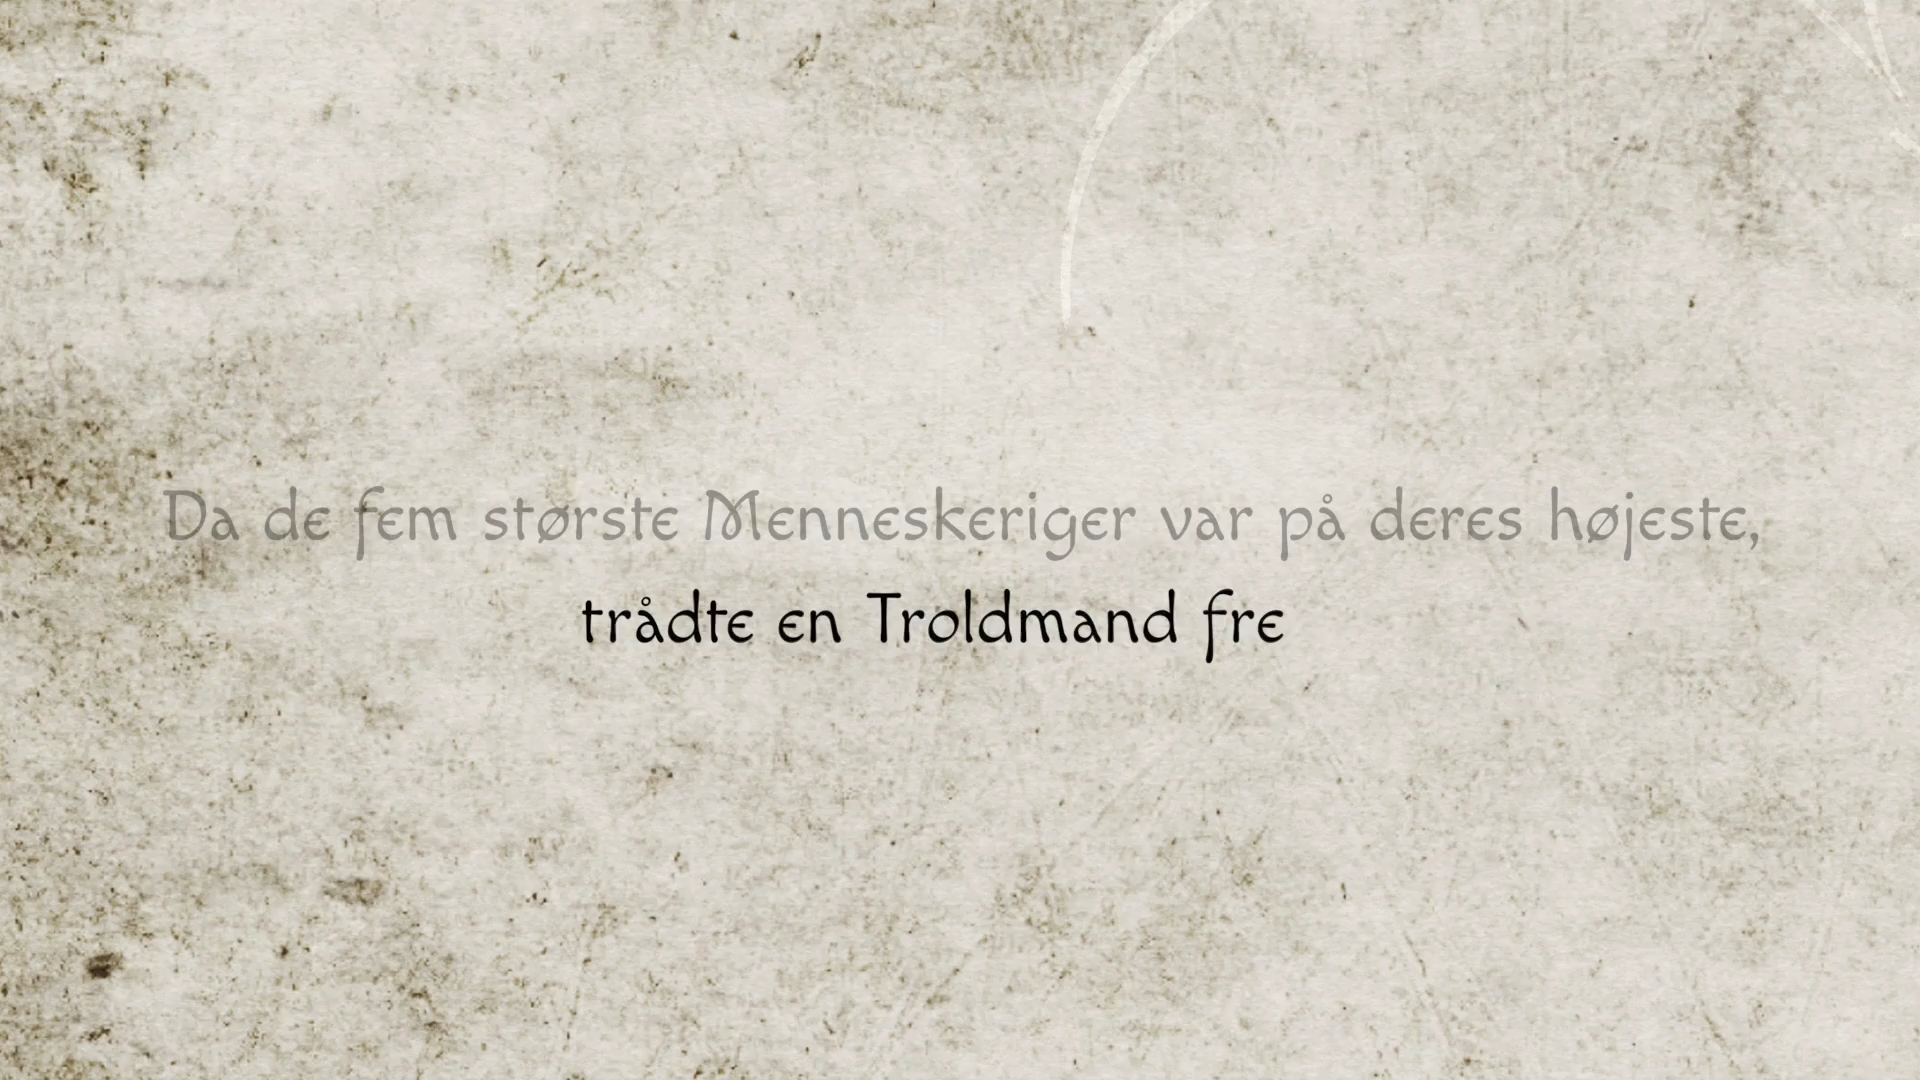 Da de fem største Menneskeriger var på deres højeste,
trådte en Troldmand fre